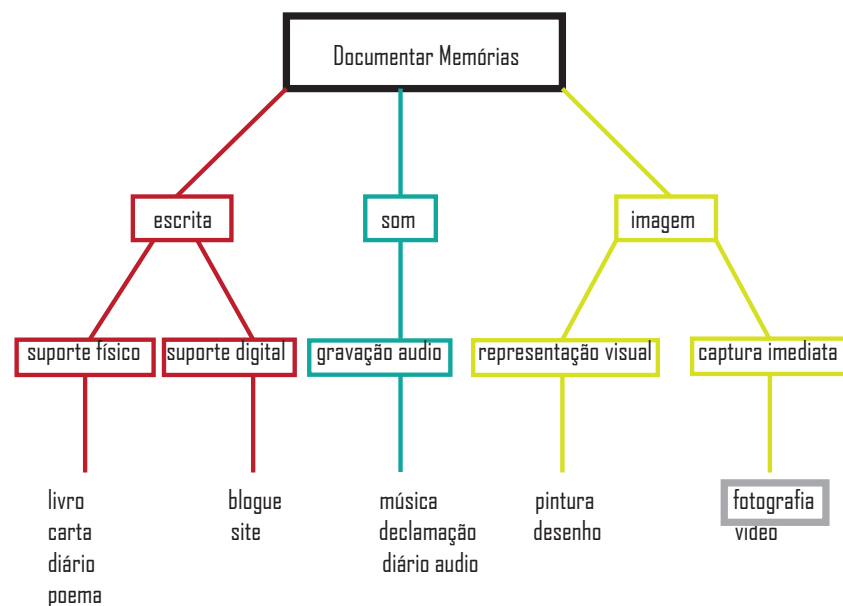 Documentar Memórias
escrita
som
imagem
suporte físico
suporte digital
gravação audio
representação visual
captura imediata
livro
carta
diário
poema
blogue
site
música
declamação
diário audio
pintura
desenho
fotografia
vídeo